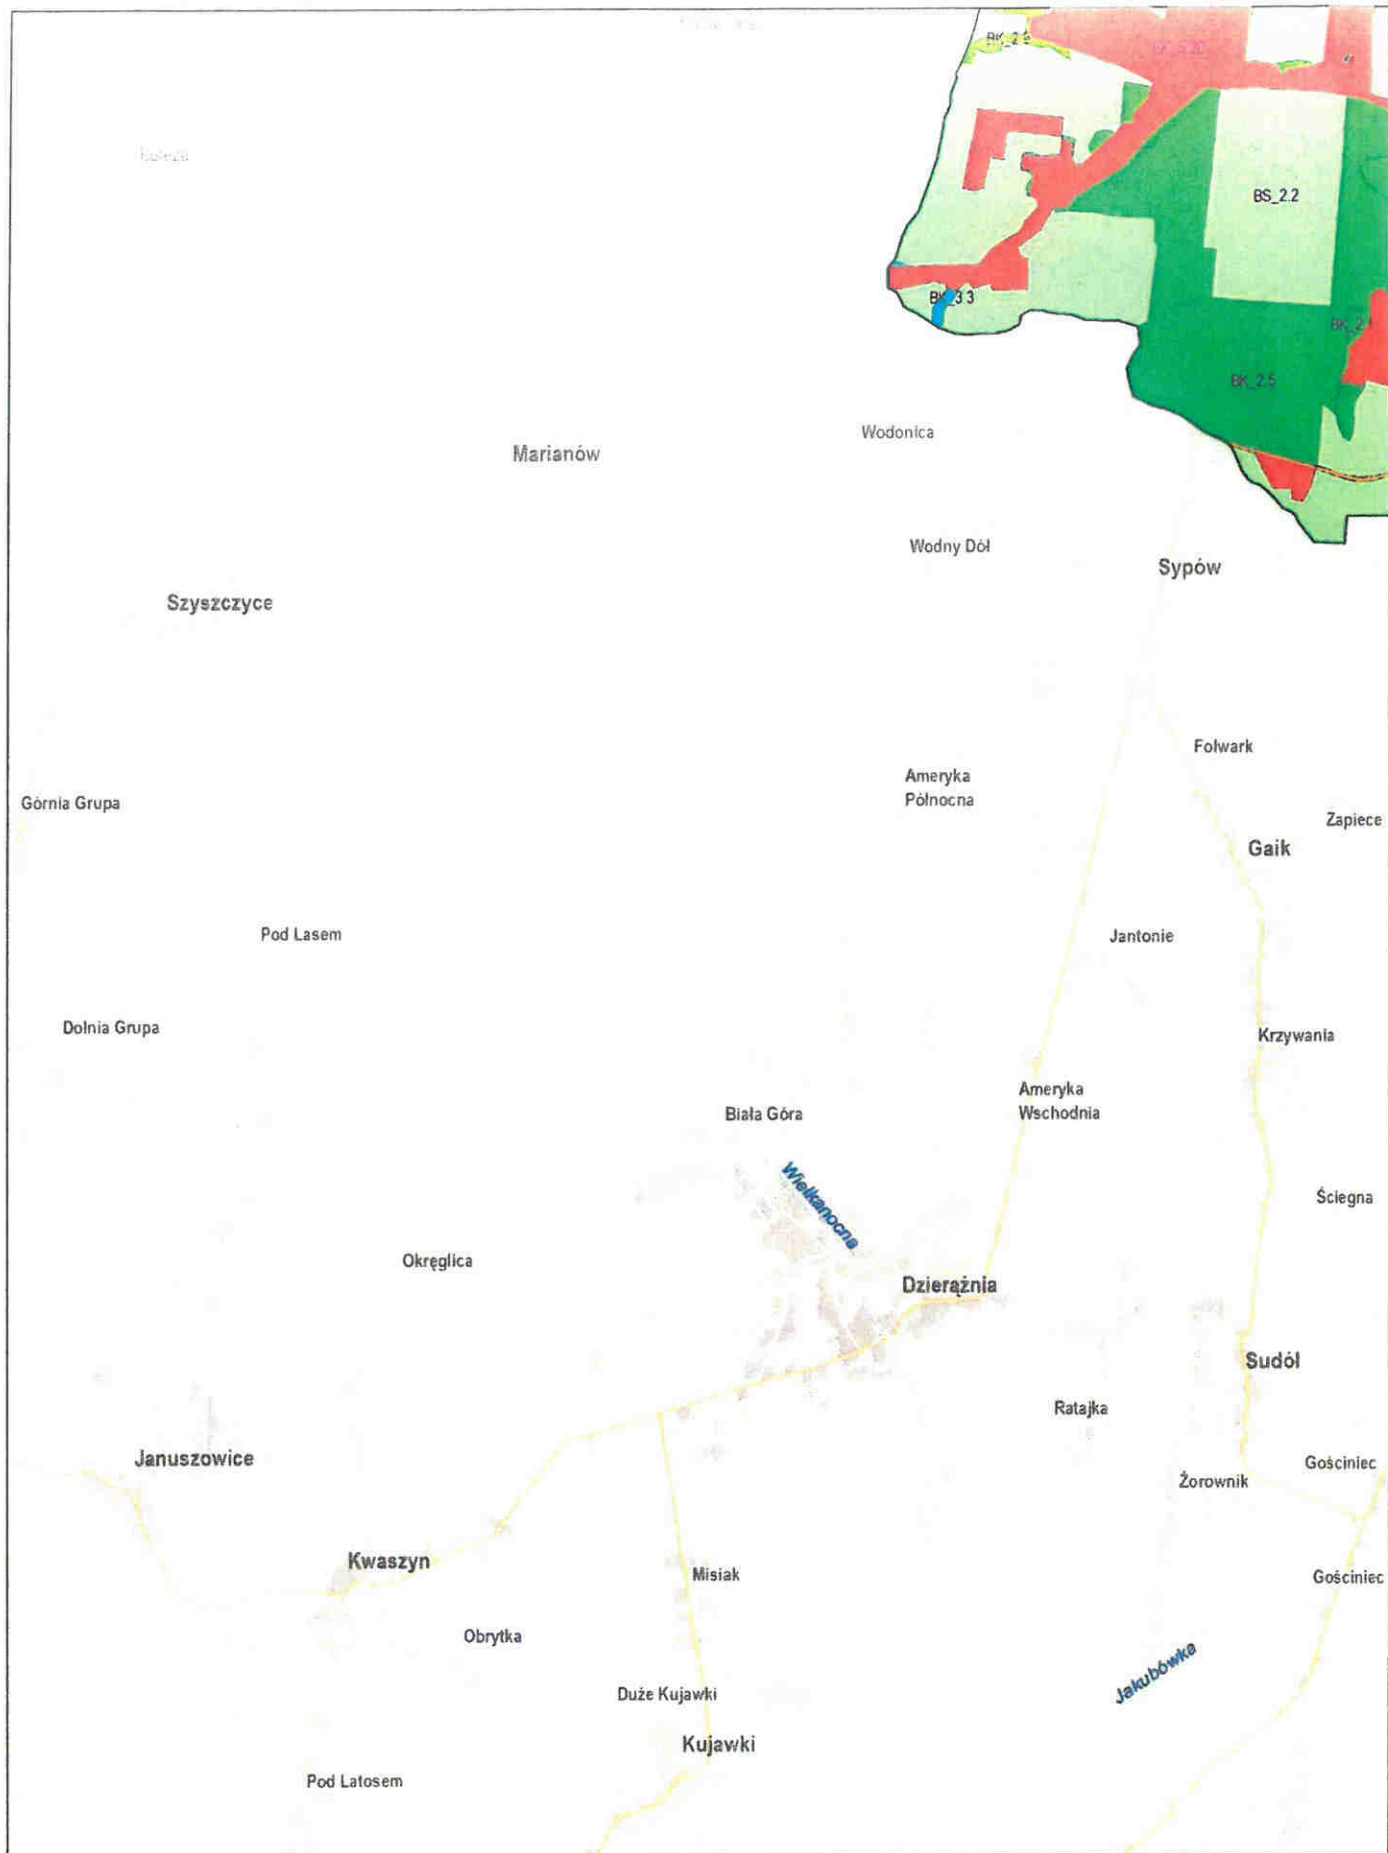 BK_2.9
BS_2.2
BK_3.3
BK_2.5
Wodonica
Marianów
Wodny Dół
Sypów
Szyszczyce
Folwark
Ameryka
Północna
Górnia Grupa
Zapiece
Gaik
Pod Lasem
Jantonie
Dolnia Grupa
Krzywania
Ameryka
Wschodnia
Biała Góra
Wielkanocna
Ściegna
Okręglica
Dzierążnia
Sudół
Ratajka
Januszowice
Gościniec
Żorownik
Kwaszyn
Misiak
Gościniec
Obrytka
Jakubówka
Duże Kujawki
Kujawki
Pod Latosem